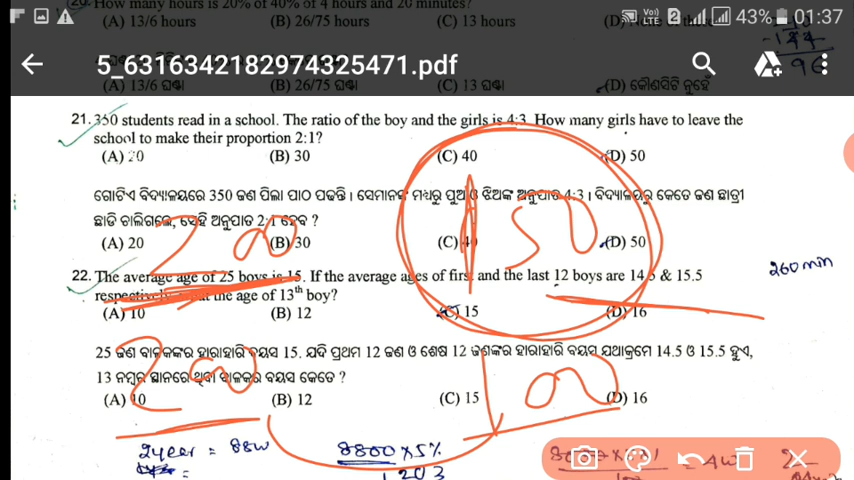 43% 01:37
20. How many hours is 20% of 40% of 4 hours and 20 minutes?
(A) 13/6 hours (B) 26/75 hours (C) 13 hours
5_6316342182974325471.pdf
(A) 13/6 ଘଣ୍ଟା (B) 26/75 ଘଣ୍ଟା (C) 13 ଘଣ୍ଟା (D) କୌଣସିଟି ନୁହେଁ
21. 350 students read in a school. The ratio of the boy and the girls is 4:3. How many girls have to leave the
school to make their proportion 2:1?
(A) 20 (B) 30 (C) 40 (D) 50
ଗୋଟିଏ ବିଦ୍ୟାଳୟରେ 350 ଜଣ ପିଲା ପାଠ ପଢନ୍ତି । ସେମାନଙ୍କ ମଧ୍ୟରୁ ପୁଅ ଓ ଝିଅଙ୍କ ଅନୁପାତ 4:3 । ବିଦ୍ୟାଳୟରୁ କେତେ ଜଣ ଛାତ୍ରୀ
ଛାଡି ଚାଲିଗଲେ, ସେହି ଅନୁପାତ 2:1 ହେବ ?
(A) 20 (B) 30 (C) 40 (D) 50
200 150
22. The average age of 25 boys is 15. If the average ages of first and the last 12 boys are 14.5 & 15.5
260 min
respectively. the age of 13th boy?
(A) 10 (B) 12 (C) 15 (D) 16
25 ଜଣ ବାଳକଙ୍କର ହାରାହାରି ବୟସ 15. ଯଦି ପ୍ରଥମ 12 ଜଣ ଓ ଶେଷ 12 ଜଣଙ୍କର ହାରାହାରି ବୟସ ଯଥାକ୍ରମେ 14.5 ଓ 15.5 ହୁଏ,
13 ନମ୍ବର ସ୍ଥାନରେ ଥିବା ବାଳକର ବୟସ କେତେ ?
(A) 10 (B) 12 (C) 15 (D) 16
200 100
2 year = 8800 × 5%